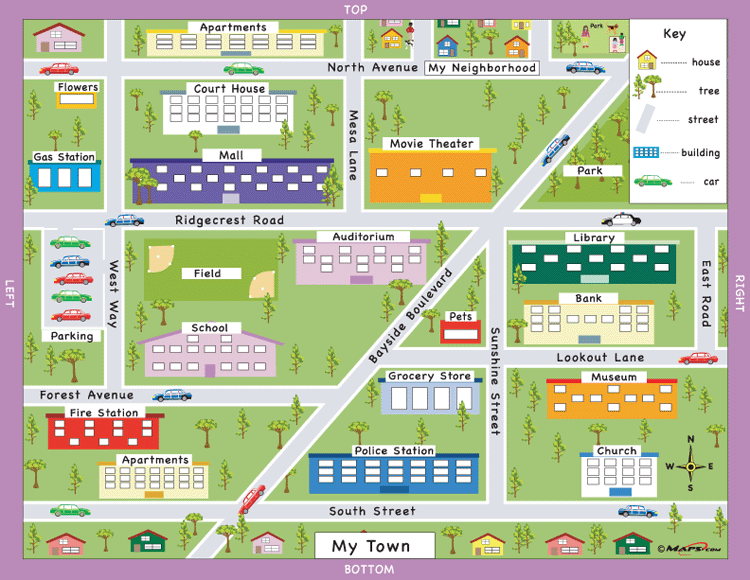 TOP
Apartments
Park
Key
house
tree
street
building
car
North Avenue
My Neighborhood
Flowers
Court House
Mesa Lane
Gas Station
Mall
Movie Theater
Park
Ridgecrest Road
LEFT
RIGHT
West Way
Field
Auditorium
Library
East Road
Bank
Parking
School
Bayside Boulevard
Pets
Sunshine Street
Lookout Lane
Forest Avenue
Grocery Store
Museum
Fire Station
Apartments
Police Station
Church
N
W E
S
South Street
My Town
© MAPS.COM
BOTTOM